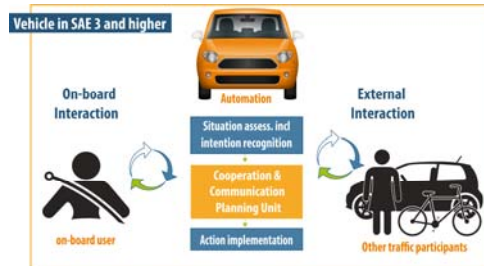 Vehicle in SAE 3 and higher
On-board
Interaction
Automation
External
Interaction
Situation assess. incl
intention recognition
Cooperation &
Communication
Planning Unit
Action implementation
on-board user
Other traffic participants